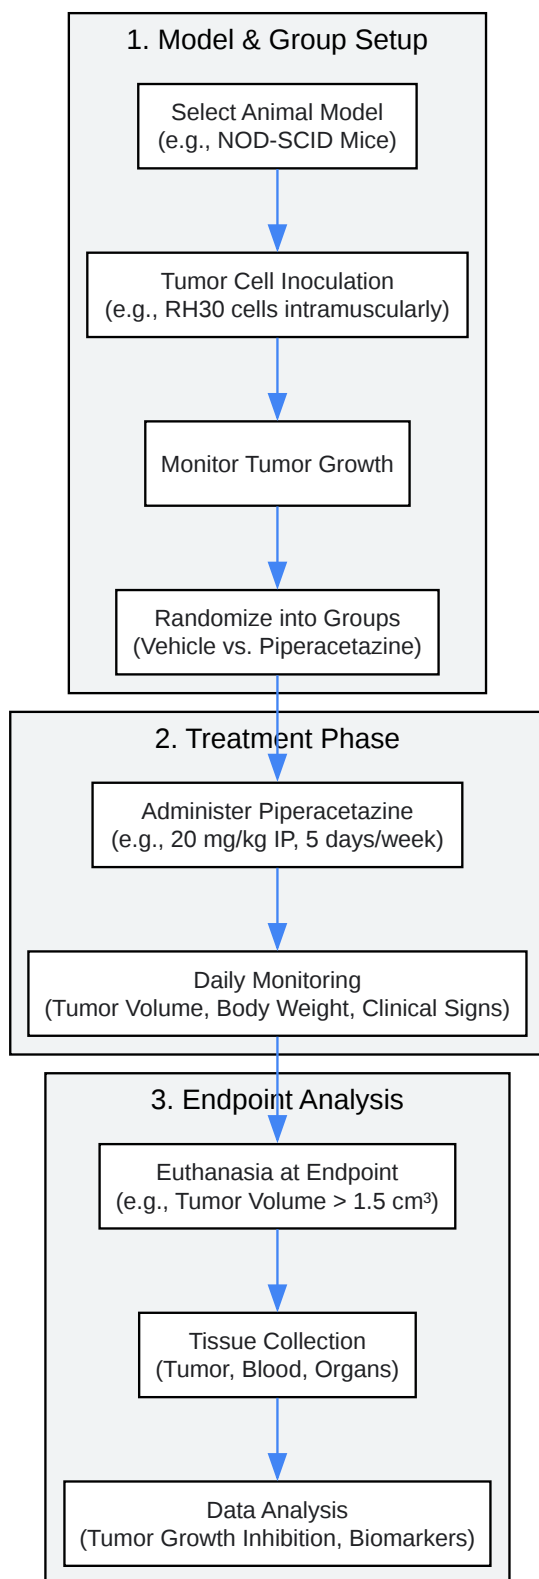 1. Model & Group Setup
Select Animal Model
(e.g., NOD-SCID Mice)
Tumor Cell Inoculation
(e.g., RH30 cells intramuscularly)
Monitor Tumor Growth
Randomize into Groups
(Vehicle vs. Piperacetazine)
2. Treatment Phase
Administer Piperacetazine
(e.g., 20 mg/kg IP, 5 days/week)
Daily Monitoring
(Tumor Volume, Body Weight, Clinical Signs)
3. Endpoint Analysis
Euthanasia at Endpoint
(e.g., Tumor Volume > 1.5 cm³)
Tissue Collection
(Tumor, Blood, Organs)
Data Analysis
(Tumor Growth Inhibition, Biomarkers)